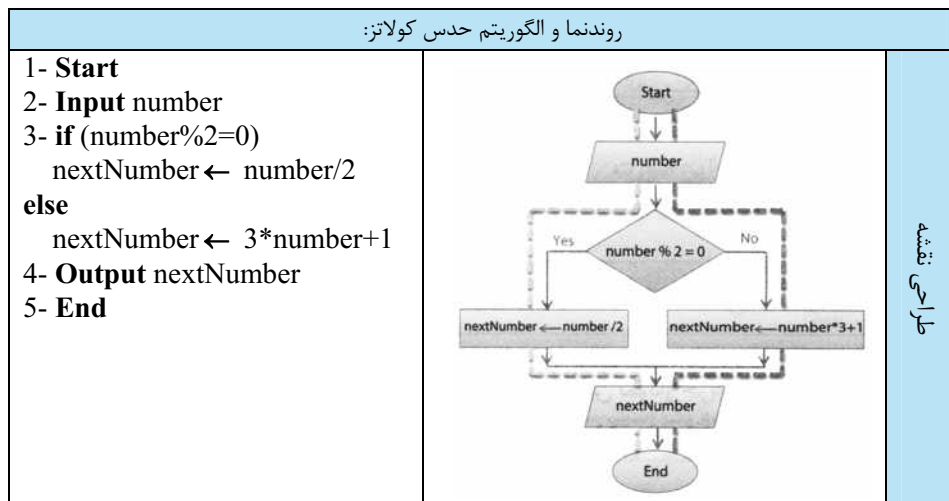 روندنما و الگوریتم حدس کولاتز:
1- Start
2- Input number
3- if (number%2=0)
nextNumber ← number/2
else
nextNumber ← 3*number+1
4- Output nextNumber
5- End
Start
number
Yes
number % 2 = 0
No
nextNumber ← number /2
nextNumber ← number*3+1
nextNumber
End
طراحی نقشه